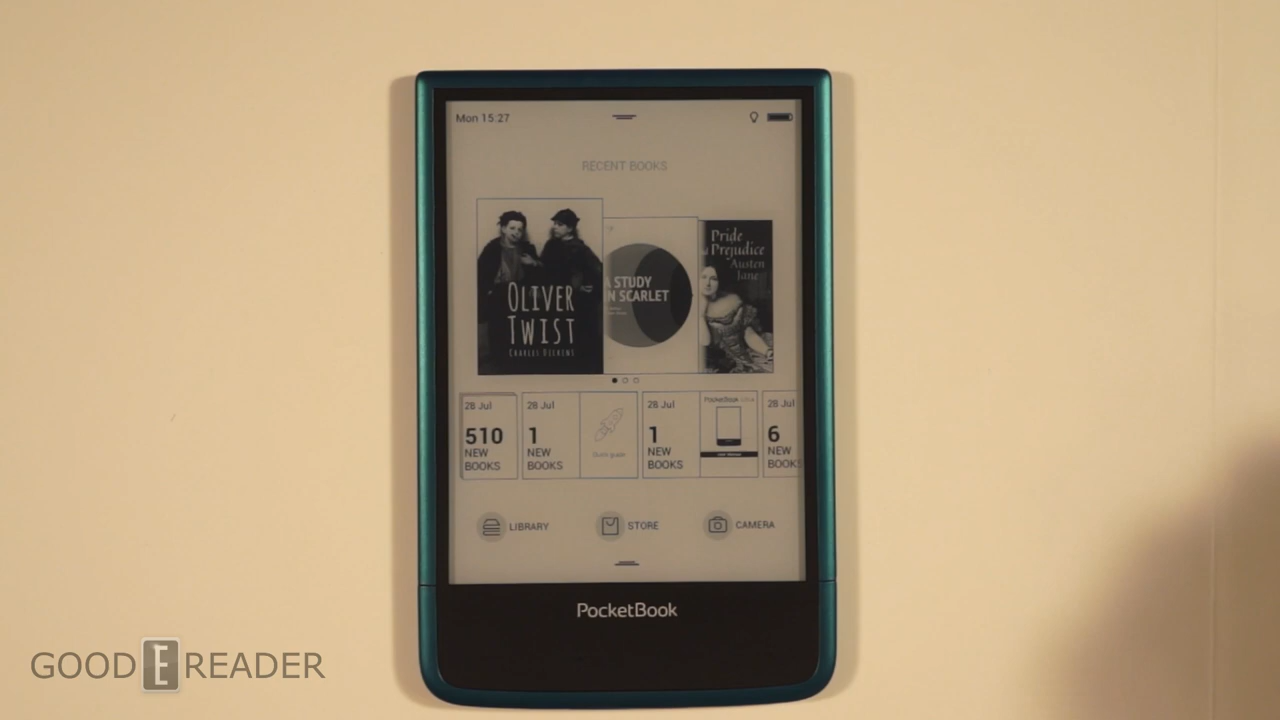 Mon 15:27
RECENT BOOKS
OLIVER
TWIST
CHARLES DICKENS
A STUDY
IN SCARLET
Pride
Prejudice
Austen
Jane
28 Jul
510
NEW
BOOKS
28 Jul
1
NEW
BOOKS
Quick guide
28 Jul
1
NEW
BOOKS
PocketBook
User Manual
28 Jul
6
NEW
BOOKS
LIBRARY
STORE
CAMERA
PocketBook
GOOD E READER